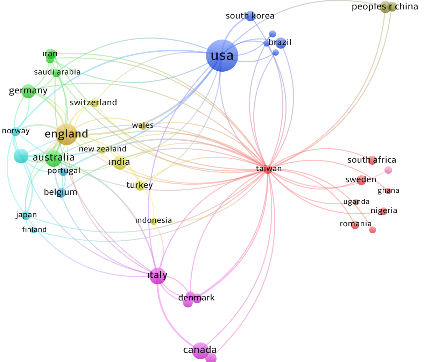 peoples r china
south korea
brazil
usa
iran
saudi arabia
germany
switzerland
norway
england
wales
new zealand
australia
india
portugal
taiwan
south africa
belgium
turkey
sweden
ghana
uganda
japan
indonesia
nigeria
finland
romania
italy
denmark
canada